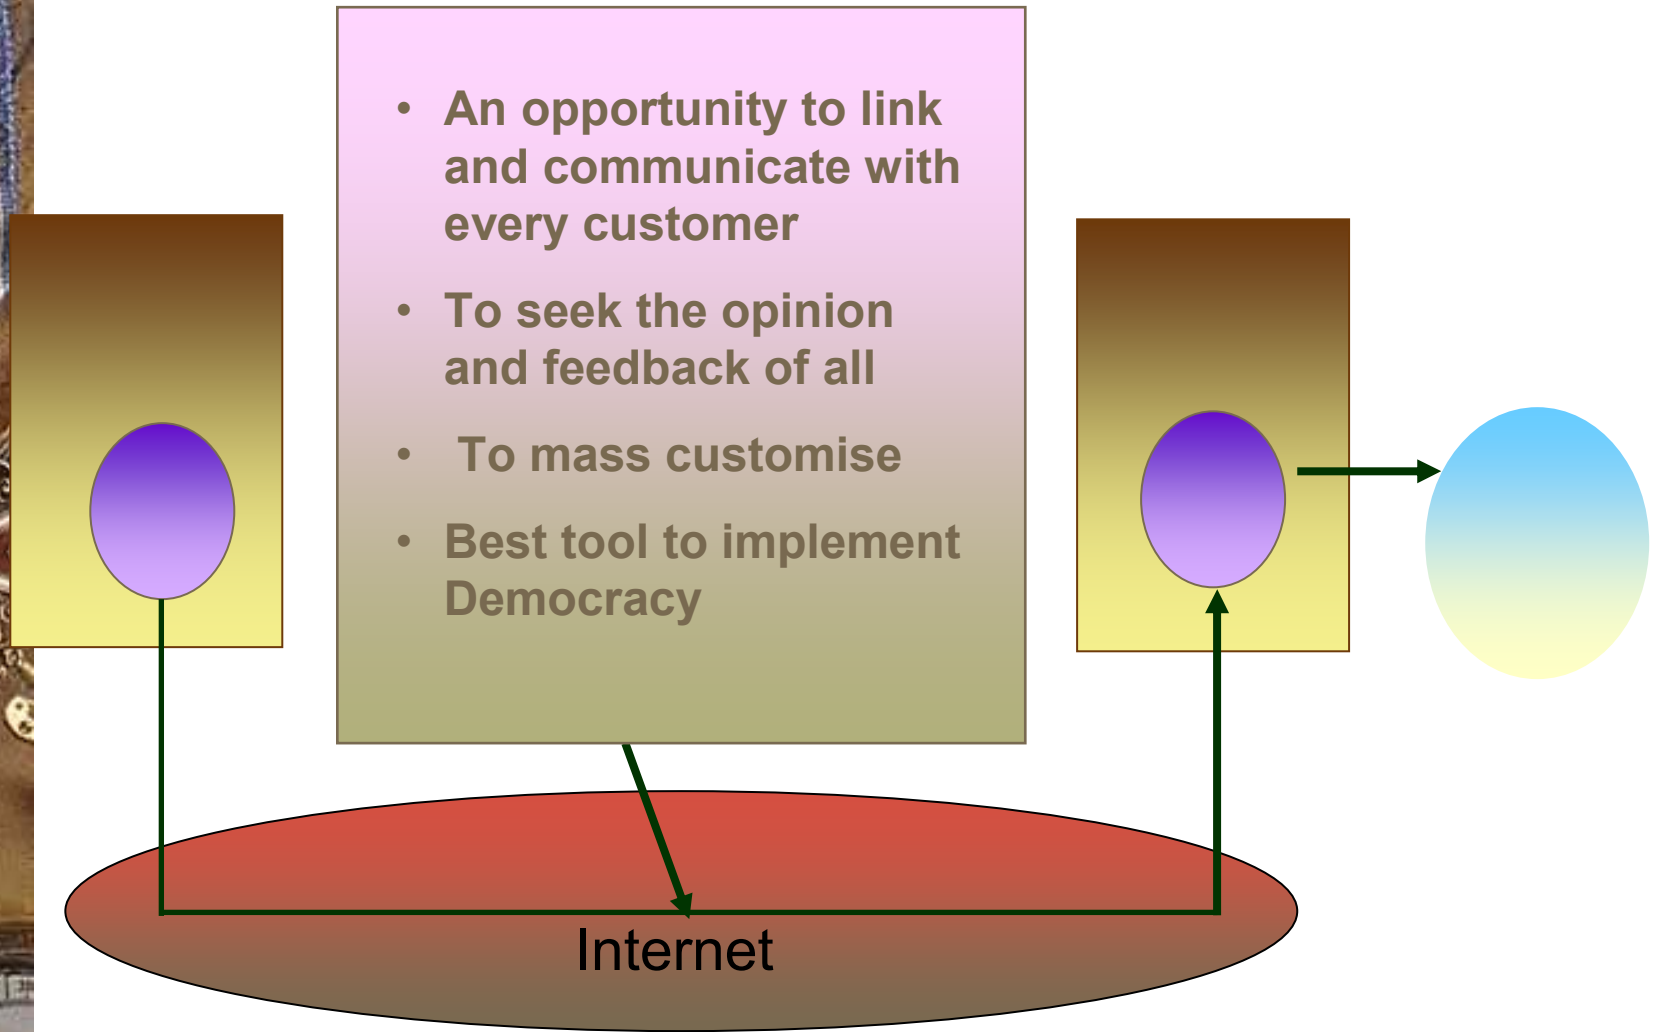 • An opportunity to link
and communicate with
every customer
• To seek the opinion
and feedback of all
• To mass customise
• Best tool to implement
Democracy
Internet